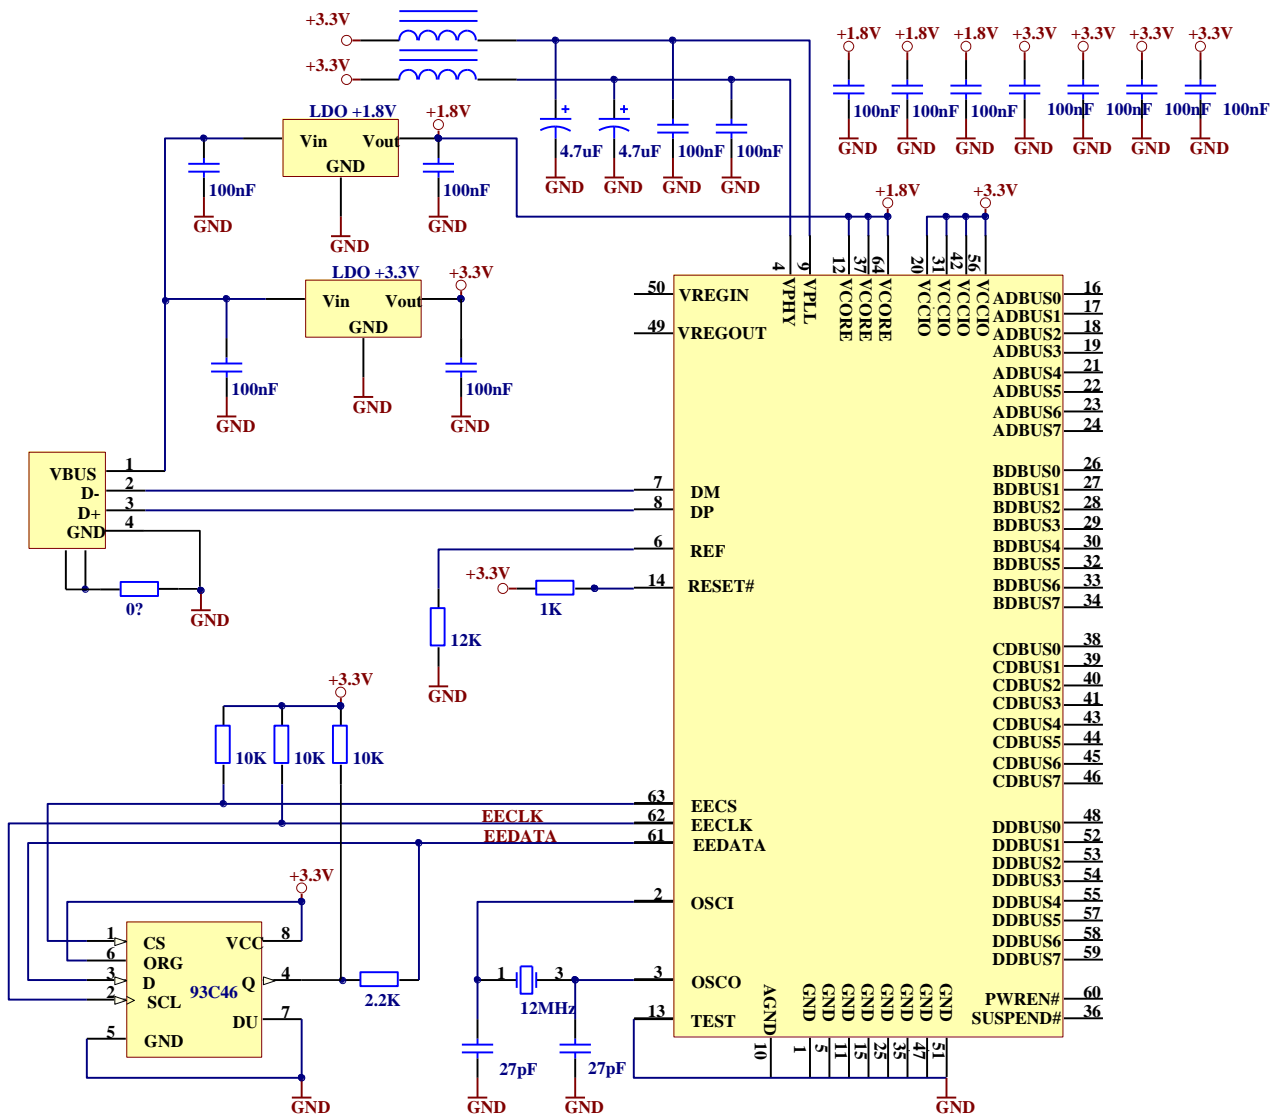 +3.3V
+3.3V
+1.8V +1.8V +1.8V +3.3V +3.3V +3.3V +3.3V
100nF 100nF 100nF 100nF 100nF 100nF 100nF
GND GND GND GND GND GND GND
4.7uF 4.7uF 100nF 100nF
GND GND GND GND
LDO +1.8V
+1.8V
Vin Vout
GND
100nF 100nF
GND GND
GND
LDO +3.3V
+3.3V
Vin Vout
GND
100nF 100nF
GND GND GND
+1.8V +3.3V
4 9 12 37 64 20 31 42 56
VPHY VPLL VCORE VCORE VCORE VCCIO VCCIO VCCIO VCCIO
50 VREGIN
49 VREGOUT
ADBUS0 16
ADBUS1 17
ADBUS2 18
ADBUS3 19
ADBUS4 21
ADBUS5 22
ADBUS6 23
ADBUS7 24
VBUS 1
D- 2
D+ 3
GND 4
0?
GND
7 DM
8 DP
6 REF
14 RESET#
+3.3V
1K
12K
GND
BDBUS0 26
BDBUS1 27
BDBUS2 28
BDBUS3 29
BDBUS4 30
BDBUS5 32
BDBUS6 33
BDBUS7 34
CDBUS0 38
CDBUS1 39
CDBUS2 40
CDBUS3 41
CDBUS4 43
CDBUS5 44
CDBUS6 45
CDBUS7 46
+3.3V
10K 10K 10K
63 EECS
EECLK 62 EECLK
EEDATA 61 EEDATA
DDBUS0 48
DDBUS1 52
DDBUS2 53
DDBUS3 54
DDBUS4 55
DDBUS5 57
DDBUS6 58
DDBUS7 59
PWREN# 60
SUSPEND# 36
+3.3V
1 CS VCC 8
6 ORG
3 D Q 4
2 SCL 93C46
DU 7
5 GND
2.2K
GND
2 OSCI
1 3
12MHz
3 OSCO
13 TEST
27pF 27pF
GND GND
AGND GND GND GND GND GND GND GND GND
10 1 5 11 15 25 35 47 51
GND